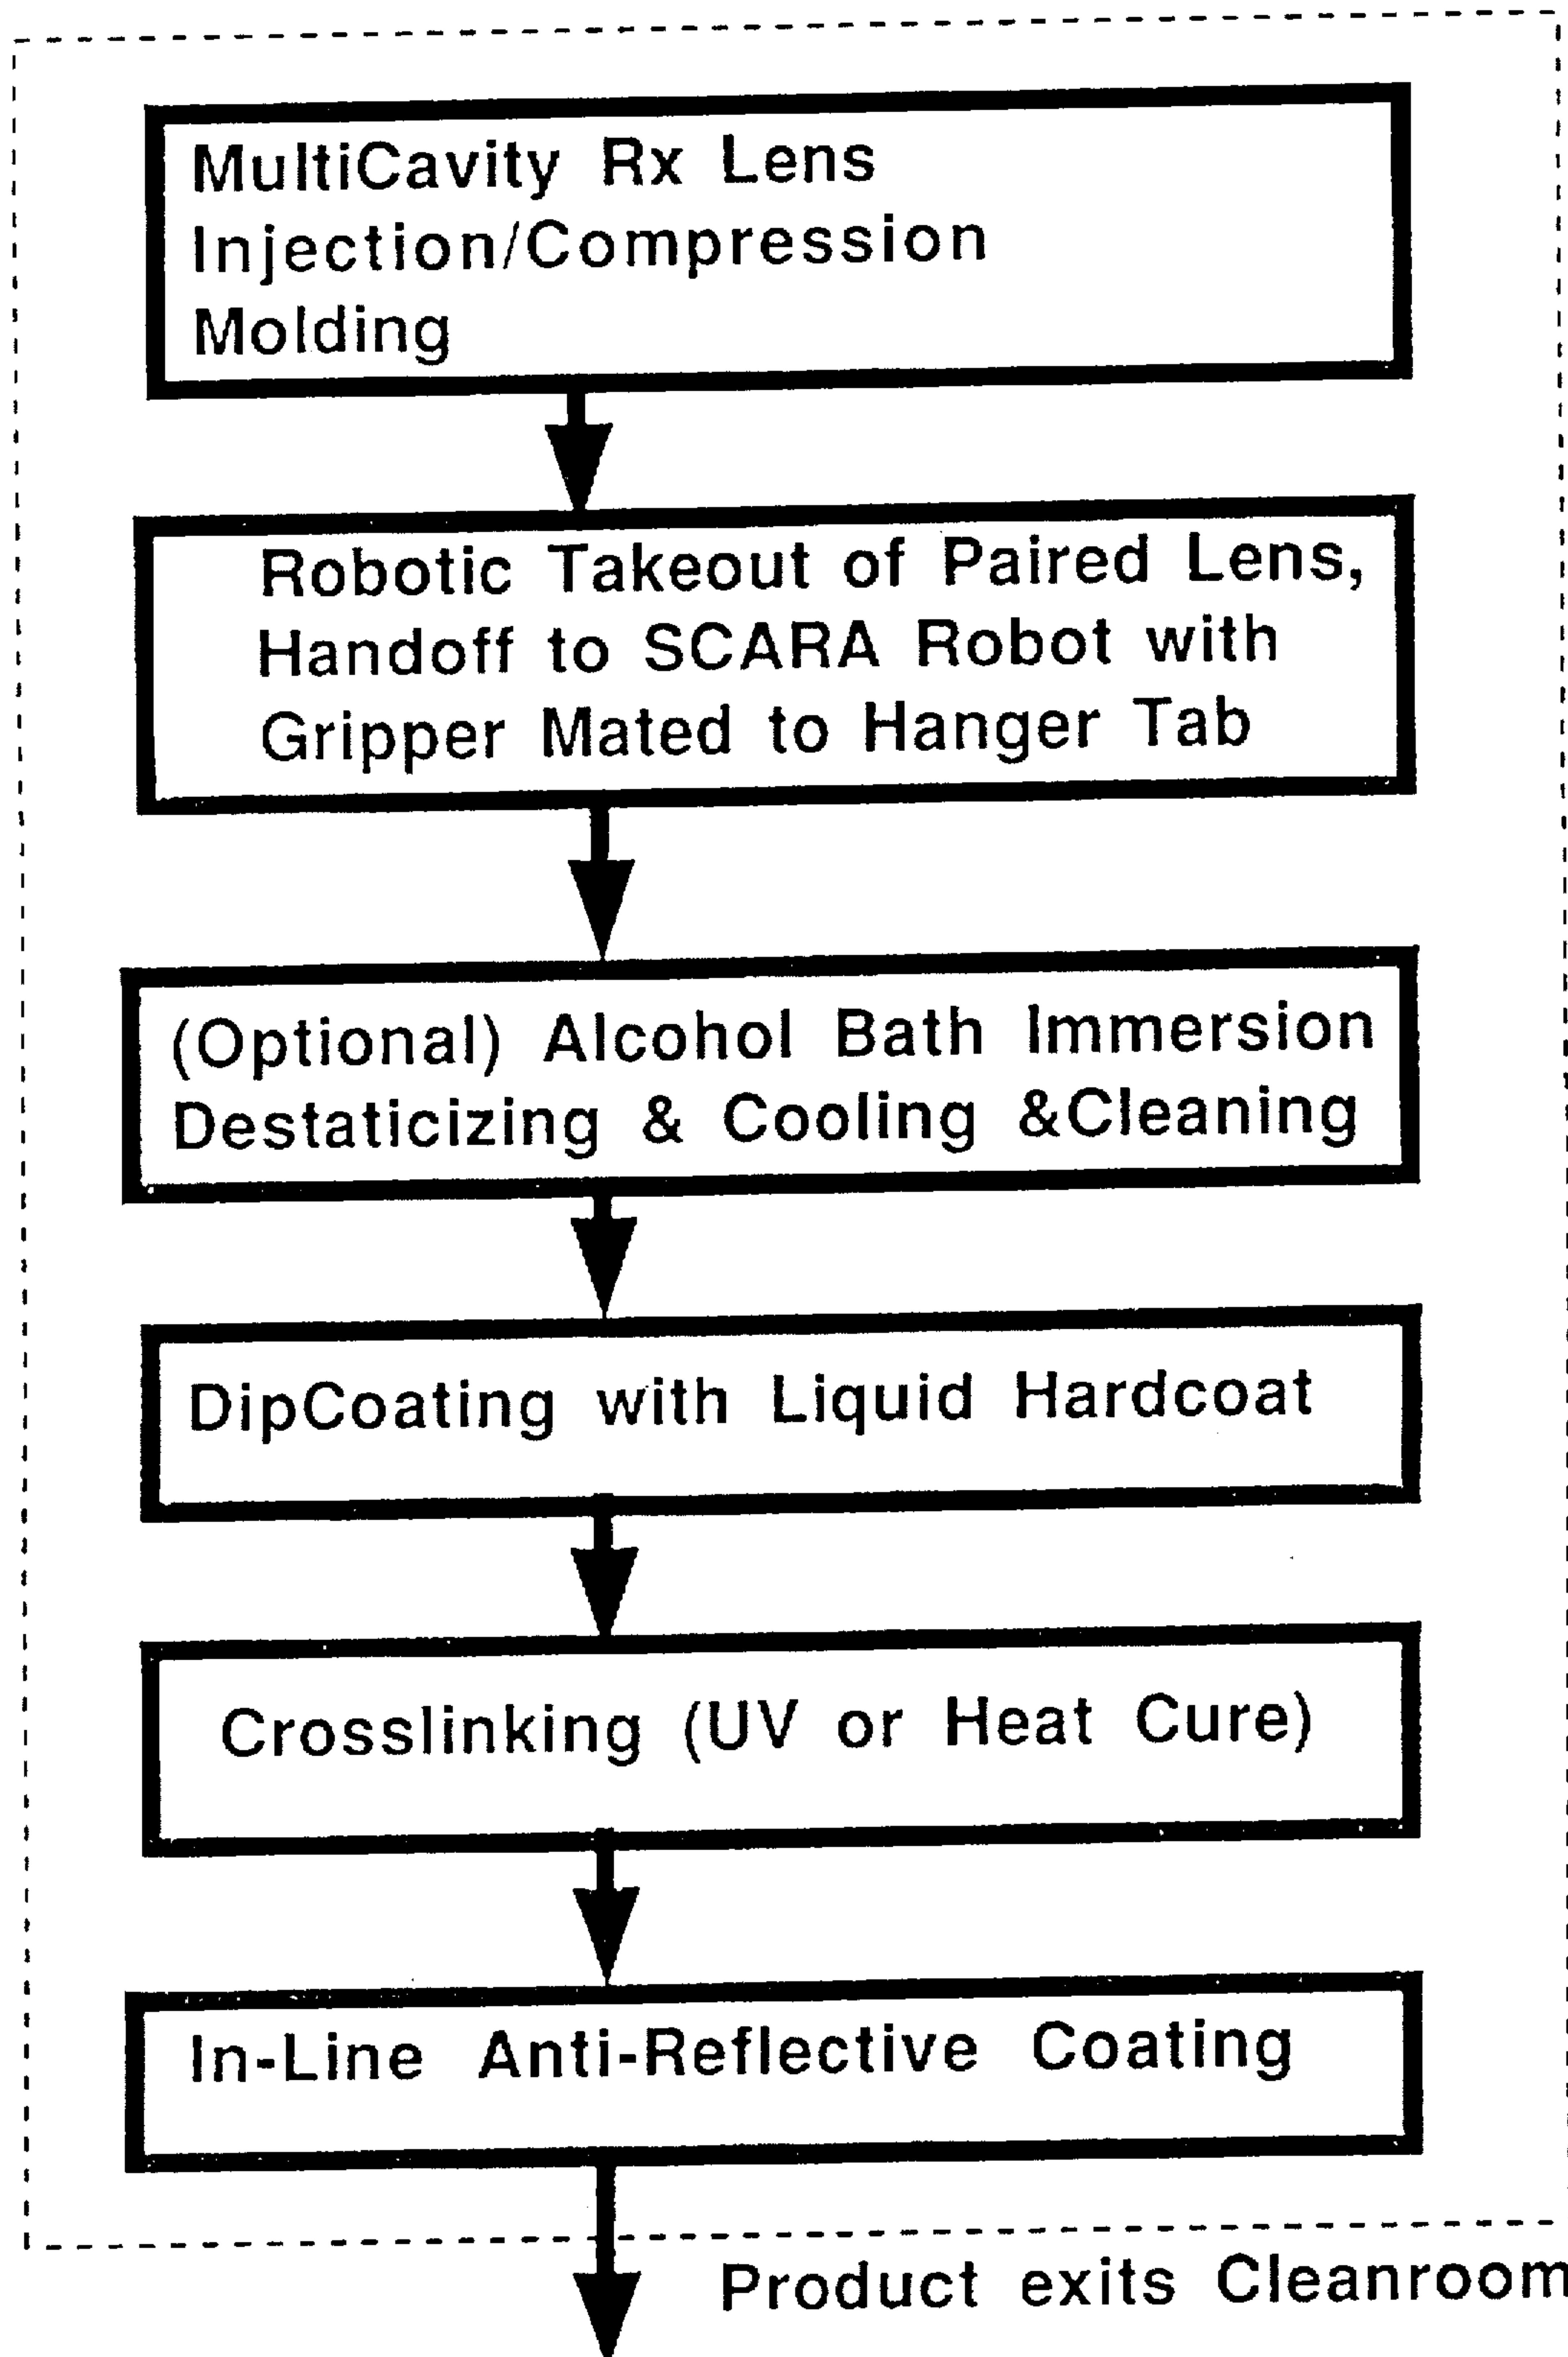 MultiCavity Rx Lens
Injection/Compression
Molding
Robotic Takeout of Paired Lens,
Handoff to SCARA Robot with
Gripper Mated to Hanger Tab
(Optional) Alcohol Bath Immersion
Destaticizing & Cooling &Cleaning
DipCoating with Liquid Hardcoat
Crosslinking (UV or Heat Cure)
In-Line Anti-Reflective Coating
Product exits Cleanroom